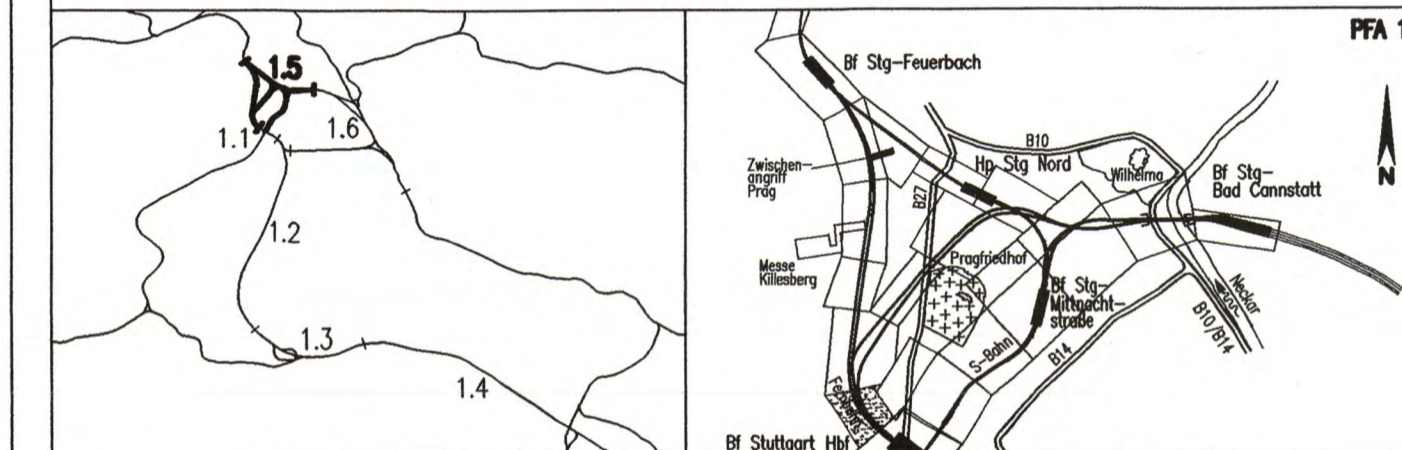 1.5
1.1
1.6
1.2
1.3
1.4
PFA 1
Bf Stg-Feuerbach
B10
Zwischen-
angriff
Prag
Hp Stg Nord
Wilhelma
Bf Stg-
Bad Cannstatt
N
B27
Messe
Killesberg
Pragfriedhof
Bf Stg-
Mittnacht-
straße
Neckar
B10/B14
S-Bahn
B14
Bf Stuttgart Hbf